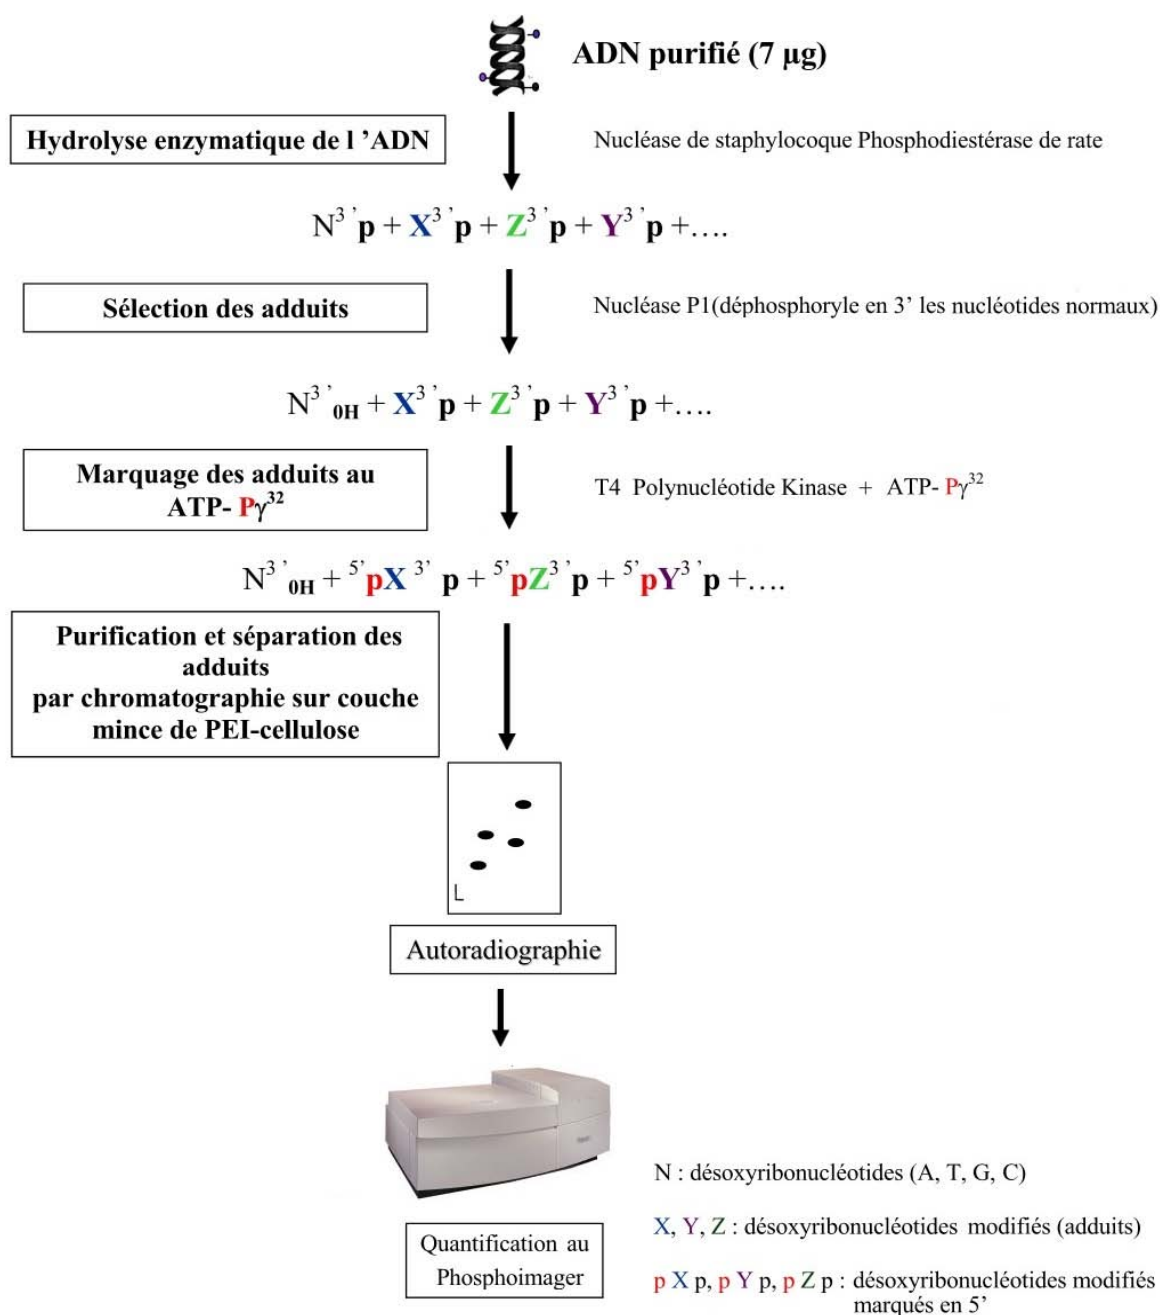 ADN purifié (7 µg)
Hydrolyse enzymatique de l ’ADN
Nucléase de staphylocoque Phosphodiestérase de rate
N³’p + X³’p + Z³’p + Y³’p +….
Sélection des adduits
Nucléase P1(déphosphoryle en 3’ les nucléotides normaux)
N³’0H + X³’p + Z³’p + Y³’p +….
Marquage des adduits au
ATP- Pγ³²
T4 Polynucléotide Kinase + ATP- Pγ³²
N³’0H + ⁵’pX ³’ p + ⁵’pZ³’p + ⁵’pY³’p +….
Purification et séparation des
adduits
par chromatographie sur couche
mince de PEI-cellulose
L
Autoradiographie
Quantification au
Phosphoimager
N : désoxyribonucléotides (A, T, G, C)
X, Y, Z : désoxyribonucléotides modifiés (adduits)
p X p, p Y p, p Z p : désoxyribonucléotides modifiés
marqués en 5’